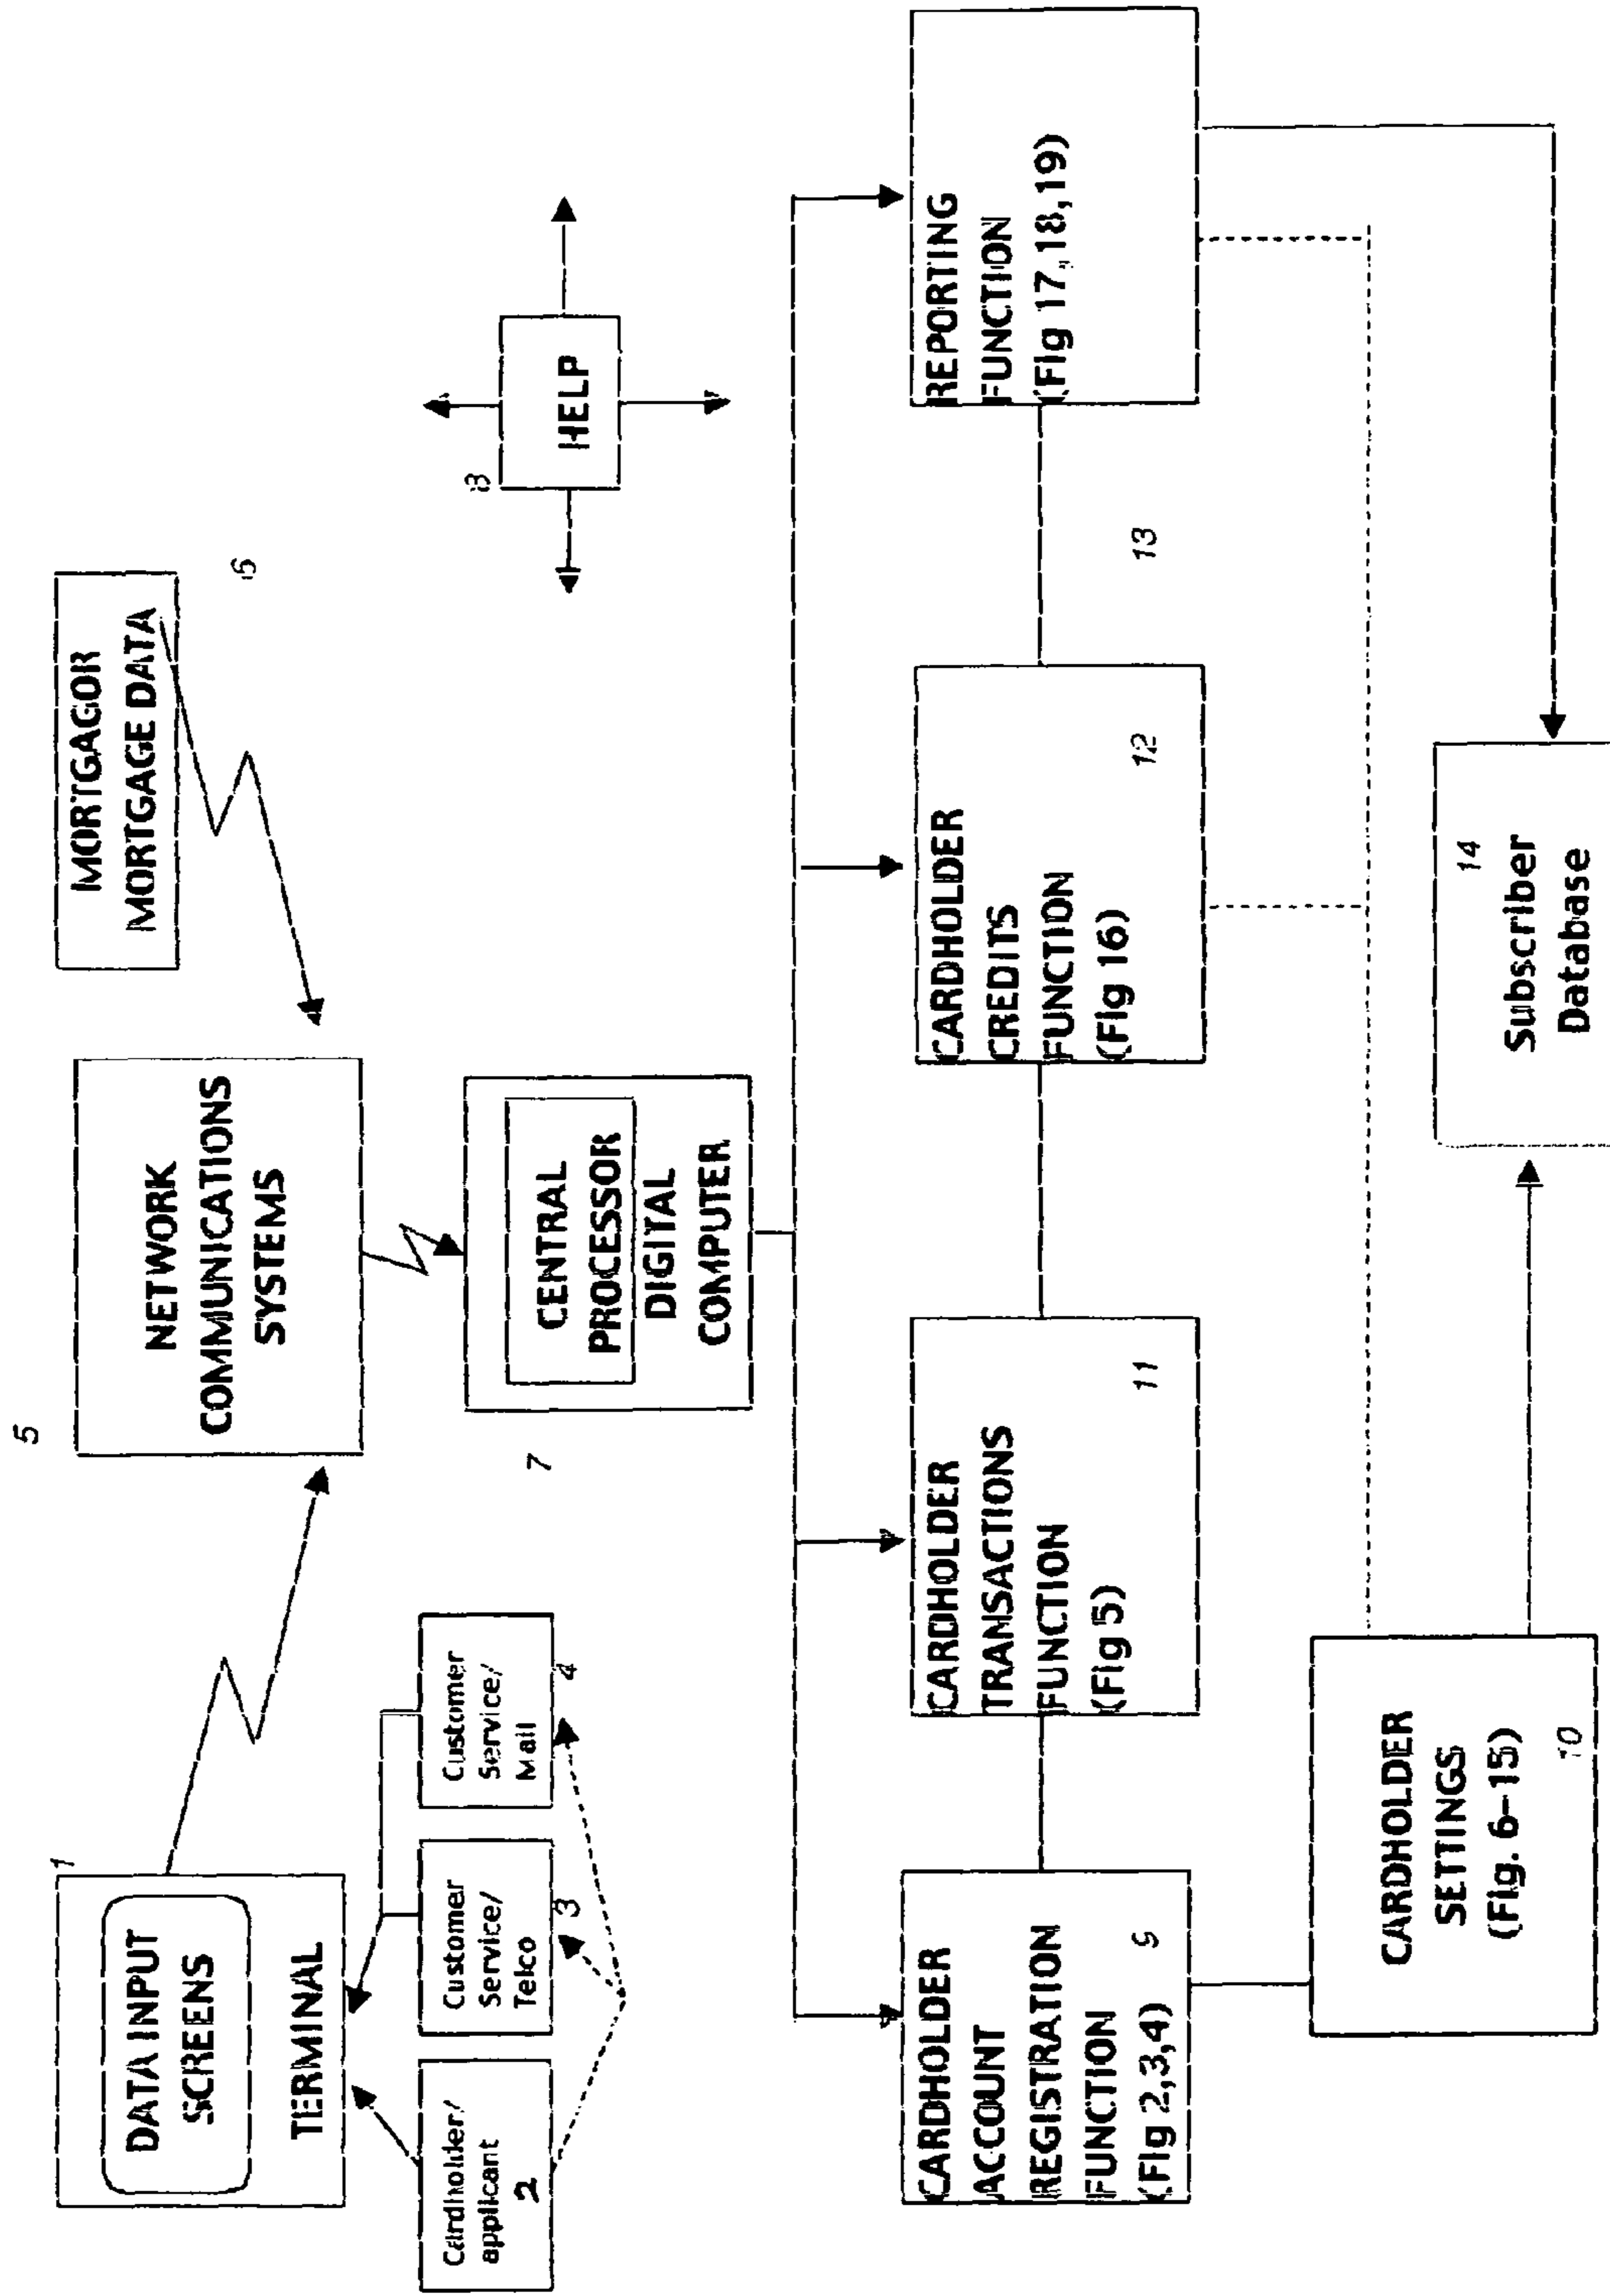 1
DATA INPUT
SCREENS
TERMINAL
Cardholder/
applicant
2
Customer
Service/
Telco
3
Customer
Service/
Mail
4
5
NETWORK
COMMUNICATIONS
SYSTEMS
MORTGAGOR
MORTGAGE DATA
6
7
CENTRAL
PROCESSOR
DIGITAL
COMPUTER
8
HELP
CARDHOLDER
ACCOUNT
REGISTRATION
FUNCTION
(Fig 2,3,4)
9
CARDHOLDER
TRANSACTIONS
FUNCTION
(Fig 5)
11
CARDHOLDER
CREDITS
FUNCTION
(Fig 16)
12
REPORTING
FUNCTION
(Fig 17,18,19)
13
CARDHOLDER
SETTINGS
(Fig. 6-15)
10
14
Subscriber
Database